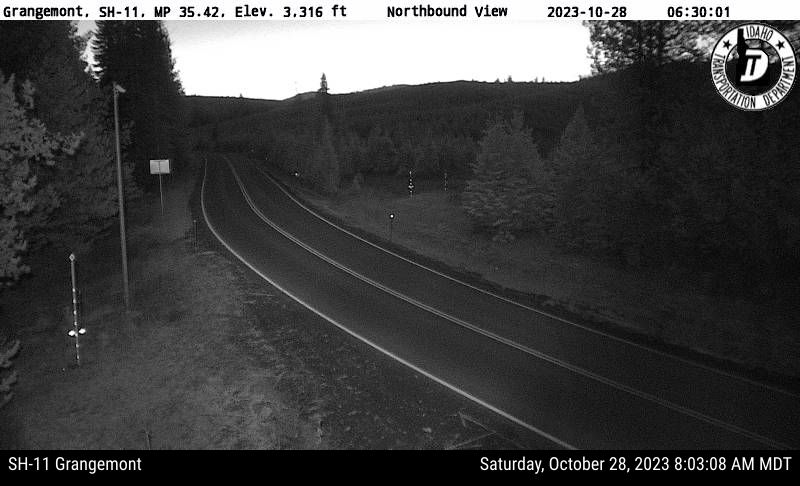 Grangemont, SH-11, MP 35.42, Elev. 3,316 ft Northbound View 2023-10-28 06:30:01
IDAHO
TRANSPORTATION DEPARTMENT
SH-11 Grangemont Saturday, October 28, 2023 8:03:08 AM MDT